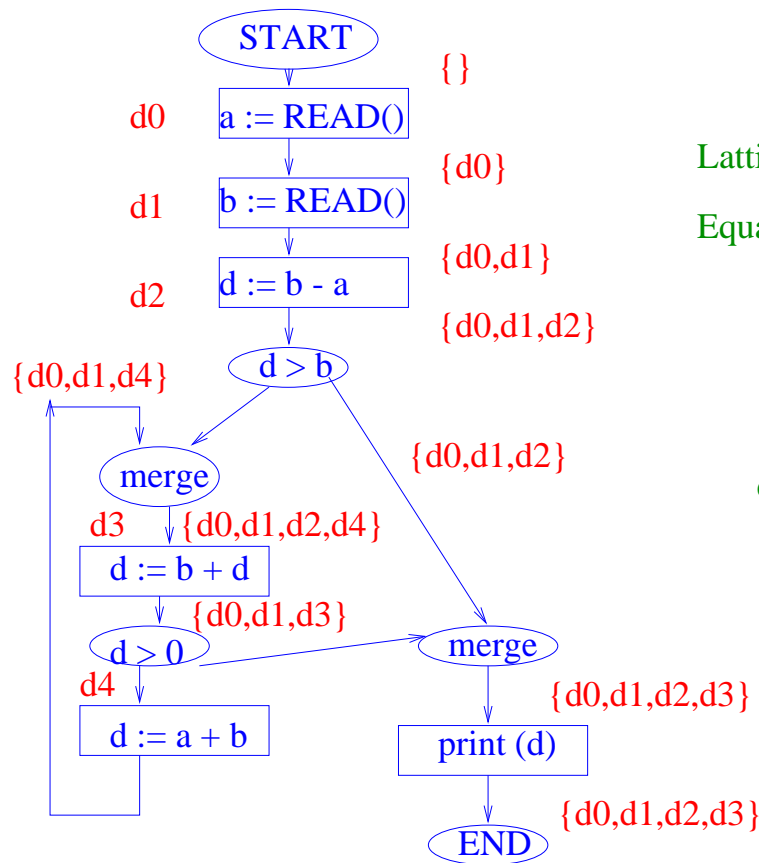 START
{}
d0
a := READ()
{d0}
Latti
d1
b := READ()
Equa
{d0,d1}
d2
d := b - a
{d0,d1,d2}
d > b
{d0,d1,d4}
{d0,d1,d2}
merge
d3
{d0,d1,d2,d4}
d := b + d
{d0,d1,d3}
d > 0
merge
d4
{d0,d1,d2,d3}
d := a + b
print (d)
{d0,d1,d2,d3}
END